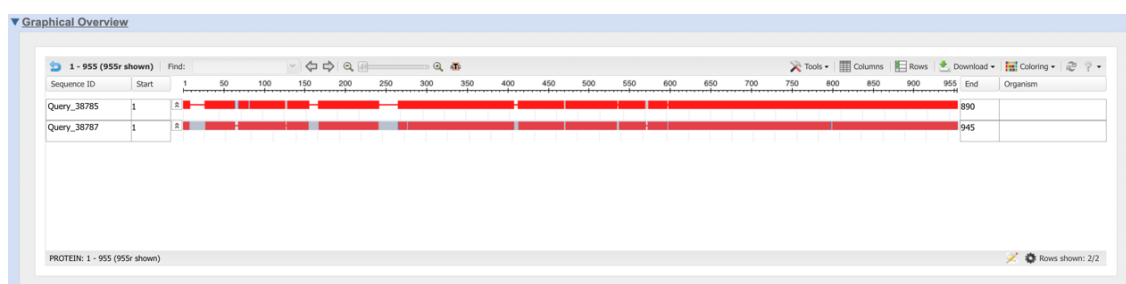 Graphical Overview
1 - 955 (955r shown) Find: Tools Columns Rows Download Coloring ?
Sequence ID Start 1 50 100 150 200 250 300 350 400 450 500 550 600 650 700 750 800 850 900 955 End Organism
Query_38785 1 890
Query_38787 1 945
PROTEIN: 1 - 955 (955r shown) Rows shown: 2/2